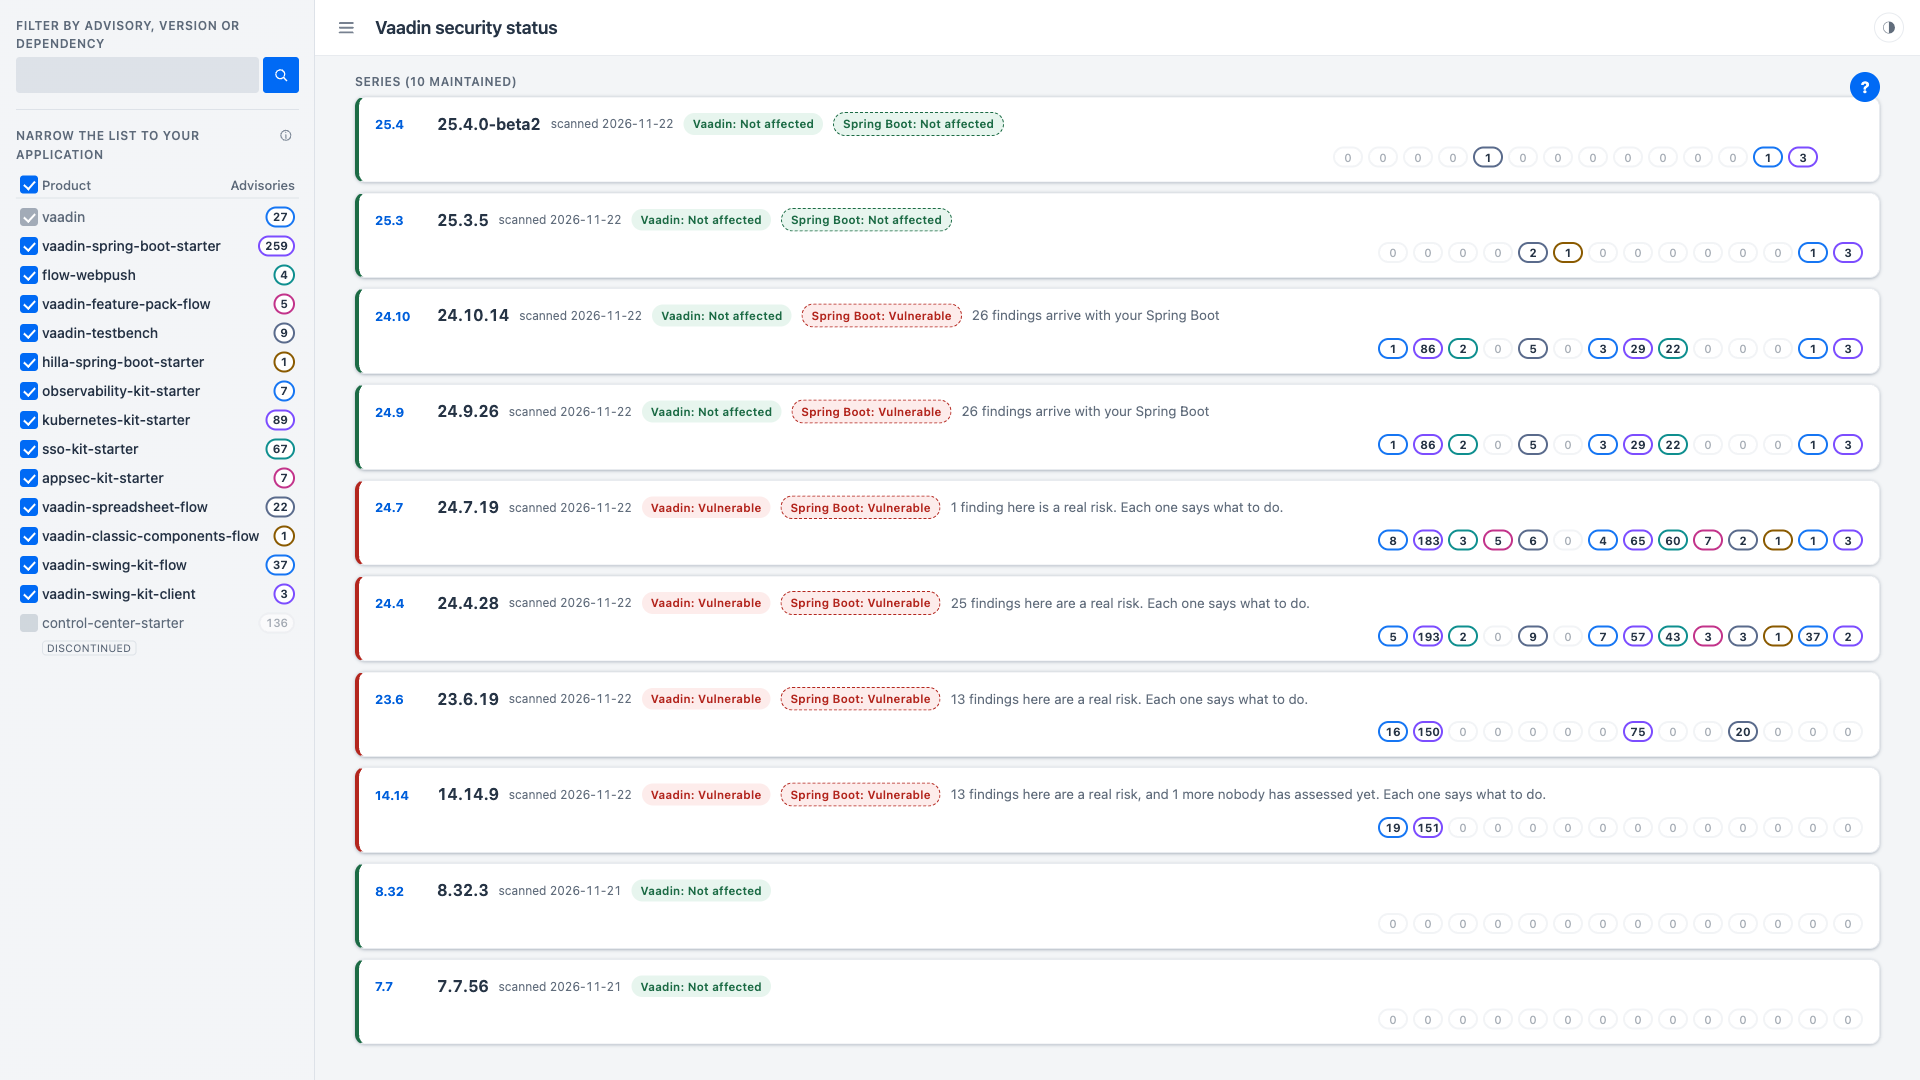 FILTER BY ADVISORY, VERSION OR
DEPENDENCY
NARROW THE LIST TO YOUR
APPLICATION
Product Advisories
vaadin 27
vaadin-spring-boot-starter 259
flow-webpush 4
vaadin-feature-pack-flow 5
vaadin-testbench 9
hilla-spring-boot-starter 1
observability-kit-starter 7
kubernetes-kit-starter 89
sso-kit-starter 67
appsec-kit-starter 7
vaadin-spreadsheet-flow 22
vaadin-classic-components-flow 1
vaadin-swing-kit-flow 37
vaadin-swing-kit-client 3
control-center-starter 136
DISCONTINUED
Vaadin security status
SERIES (10 MAINTAINED)
?
25.4 25.4.0-beta2 scanned 2026-11-22 Vaadin: Not affected Spring Boot: Not affected
0 0 0 0 1 0 0 0 0 0 0 0 1 3
25.3 25.3.5 scanned 2026-11-22 Vaadin: Not affected Spring Boot: Not affected
0 0 0 0 2 1 0 0 0 0 0 0 1 3
24.10 24.10.14 scanned 2026-11-22 Vaadin: Not affected Spring Boot: Vulnerable 26 findings arrive with your Spring Boot
1 86 2 0 5 0 3 29 22 0 0 0 1 3
24.9 24.9.26 scanned 2026-11-22 Vaadin: Not affected Spring Boot: Vulnerable 26 findings arrive with your Spring Boot
1 86 2 0 5 0 3 29 22 0 0 0 1 3
24.7 24.7.19 scanned 2026-11-22 Vaadin: Vulnerable Spring Boot: Vulnerable 1 finding here is a real risk. Each one says what to do.
8 183 3 5 6 0 4 65 60 7 2 1 1 3
24.4 24.4.28 scanned 2026-11-22 Vaadin: Vulnerable Spring Boot: Vulnerable 25 findings here are a real risk. Each one says what to do.
5 193 2 0 9 0 7 57 43 3 3 1 37 2
23.6 23.6.19 scanned 2026-11-22 Vaadin: Vulnerable Spring Boot: Vulnerable 13 findings here are a real risk. Each one says what to do.
16 150 0 0 0 0 0 75 0 0 20 0 0 0
14.14 14.14.9 scanned 2026-11-22 Vaadin: Vulnerable Spring Boot: Vulnerable 13 findings here are a real risk, and 1 more nobody has assessed yet. Each one says what to do.
19 151 0 0 0 0 0 0 0 0 0 0 0 0
8.32 8.32.3 scanned 2026-11-21 Vaadin: Not affected
0 0 0 0 0 0 0 0 0 0 0 0 0 0
7.7 7.7.56 scanned 2026-11-21 Vaadin: Not affected
0 0 0 0 0 0 0 0 0 0 0 0 0 0